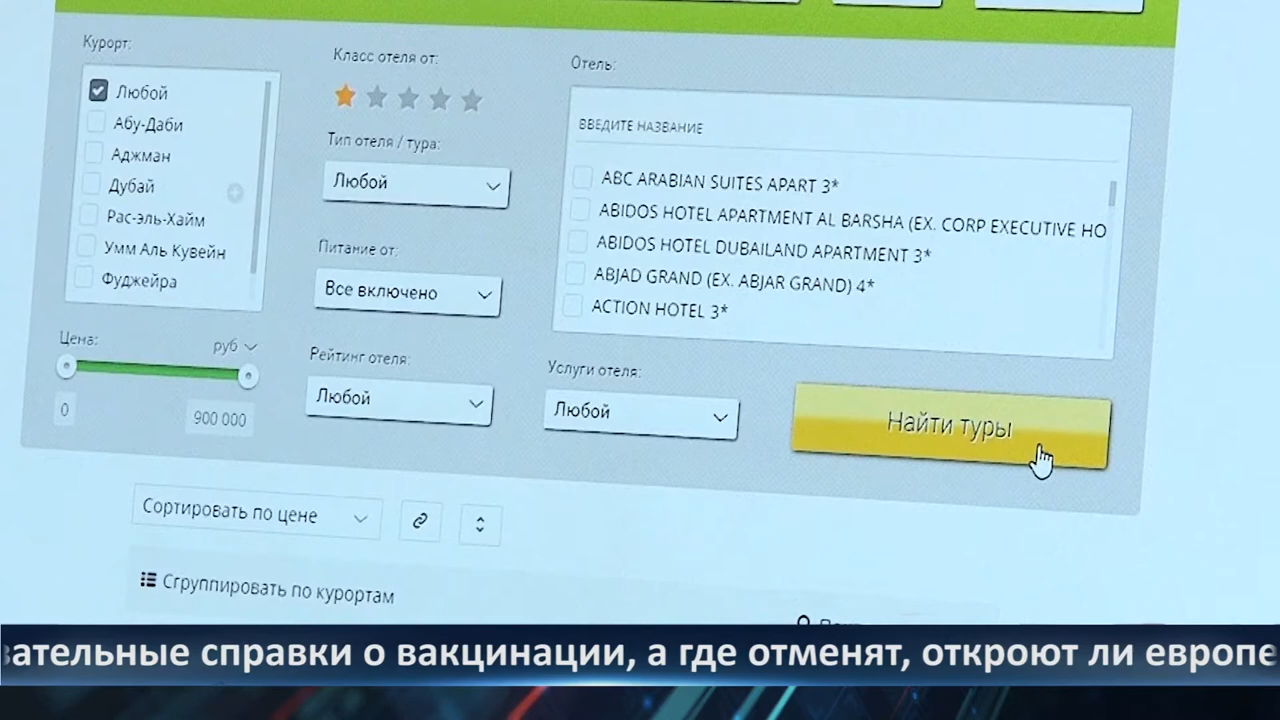 Курорт:
Любой
Абу-Даби
Аджман
Дубай
Рас-эль-Хайм
Умм Аль Кувейн
Фуджейра
Цена:
руб
0
900 000
Класс отеля от:
Тип отеля / тура:
Любой
Питание от:
Все включено
Рейтинг отеля:
Любой
Отель:
ВВЕДИТЕ НАЗВАНИЕ
ABC ARABIAN SUITES APART 3*
ABIDOS HOTEL APARTMENT AL BARSHA (EX. CORP EXECUTIVE HO
ABIDOS HOTEL DUBAILAND APARTMENT 3*
ABJAD GRAND (EX. ABJAR GRAND) 4*
ACTION HOTEL 3*
Услуги отеля:
Любой
Найти туры
Сортировать по цене
Сгруппировать по курортам
вательные справки о вакцинации, а где отменят, откроют ли европе